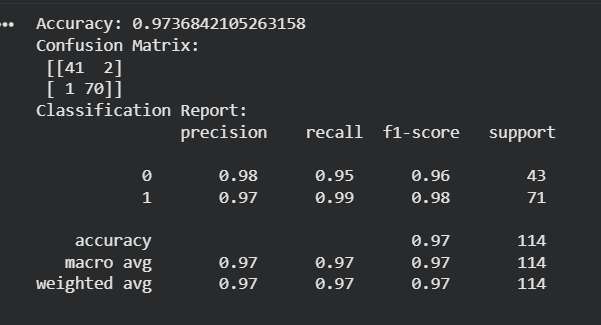 Accuracy: 0.9736842105263158
Confusion Matrix:
[[41  2]
[ 1 70]]
Classification Report:
precision    recall  f1-score   support
0       0.98      0.95      0.96        43
1       0.97      0.99      0.98        71
accuracy                           0.97       114
macro avg       0.97      0.97      0.97       114
weighted avg       0.97      0.97      0.97       114